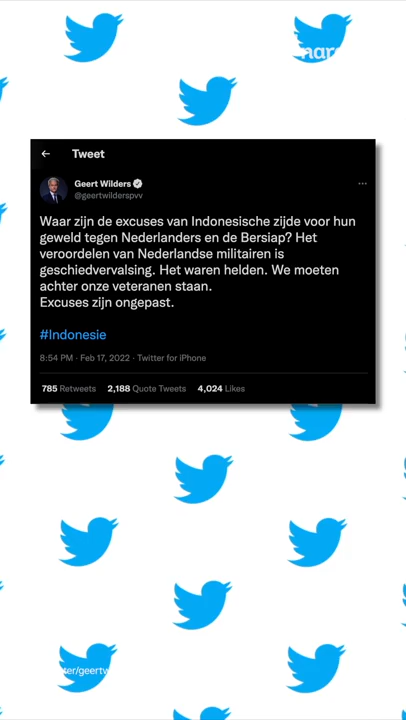 Tweet
Geert Wilders
@geertwilderspvv
Waar zijn de excuses van Indonesische zijde voor hun
geweld tegen Nederlanders en de Bersiap? Het
veroordelen van Nederlandse militairen is
geschiedvervalsing. Het waren helden. We moeten
achter onze veteranen staan.
Excuses zijn ongepast.
#Indonesie
8:54 PM · Feb 17, 2022 · Twitter for iPhone
785 Retweets 2,188 Quote Tweets 4,024 Likes